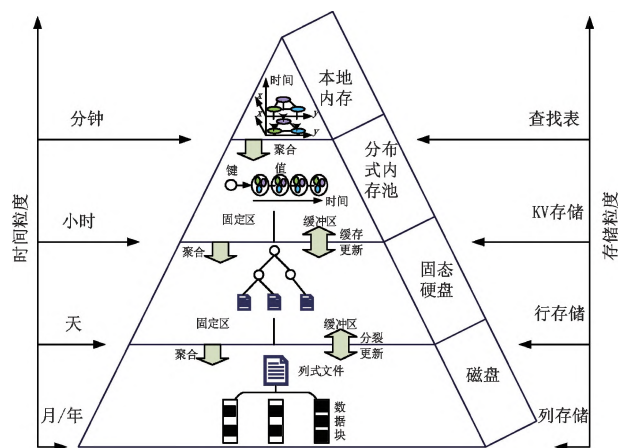 时间
x
x
y
y
本地
内存
分钟
查找表
聚合
分布
式内
存池
键
值
时间
时间粒度
存储粒度
小时
固定区
缓冲区
缓存
更新
KV存储
聚合
固态
硬盘
天
固定区
缓冲区
分裂
更新
行存储
聚合
列式文件
磁盘
月/年
数
据
块
列存储